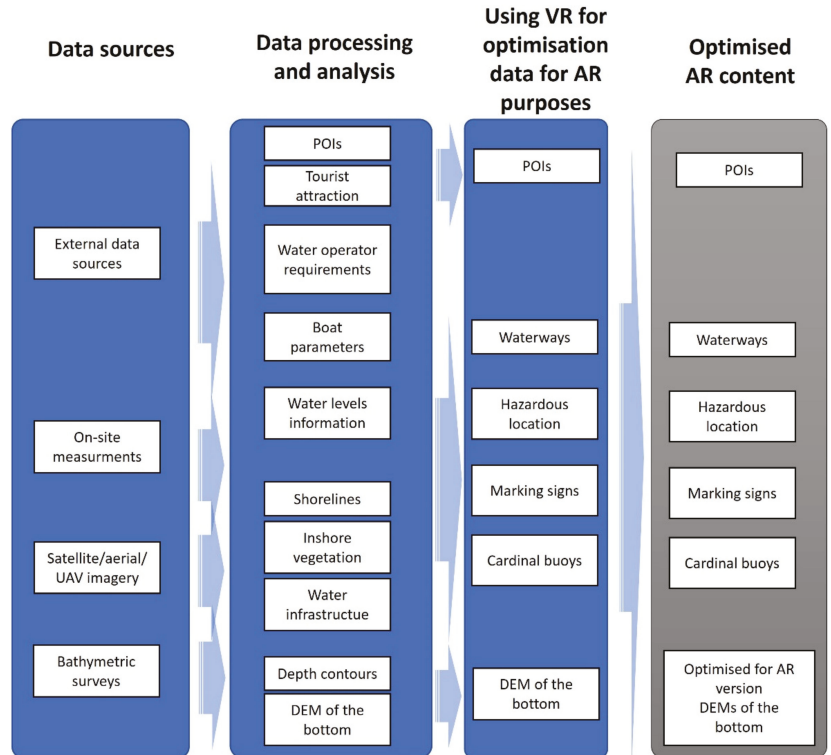 Data sources
Data processing
and analysis
Using VR for
optimisation
data for AR
purposes
Optimised
AR content
External data
sources
On-site
measurments
Satellite/aerial/
UAV imagery
Bathymetric
surveys
POIs
Tourist
attraction
Water operator
requirements
Boat
parameters
Water levels
information
Shorelines
Inshore
vegetation
Water
infrastructue
Depth contours
DEM of the
bottom
POIs
Waterways
Hazardous
location
Marking signs
Cardinal buoys
DEM of the
bottom
POIs
Waterways
Hazardous
location
Marking signs
Cardinal buoys
Optimised for AR
version
DEMs of the
bottom